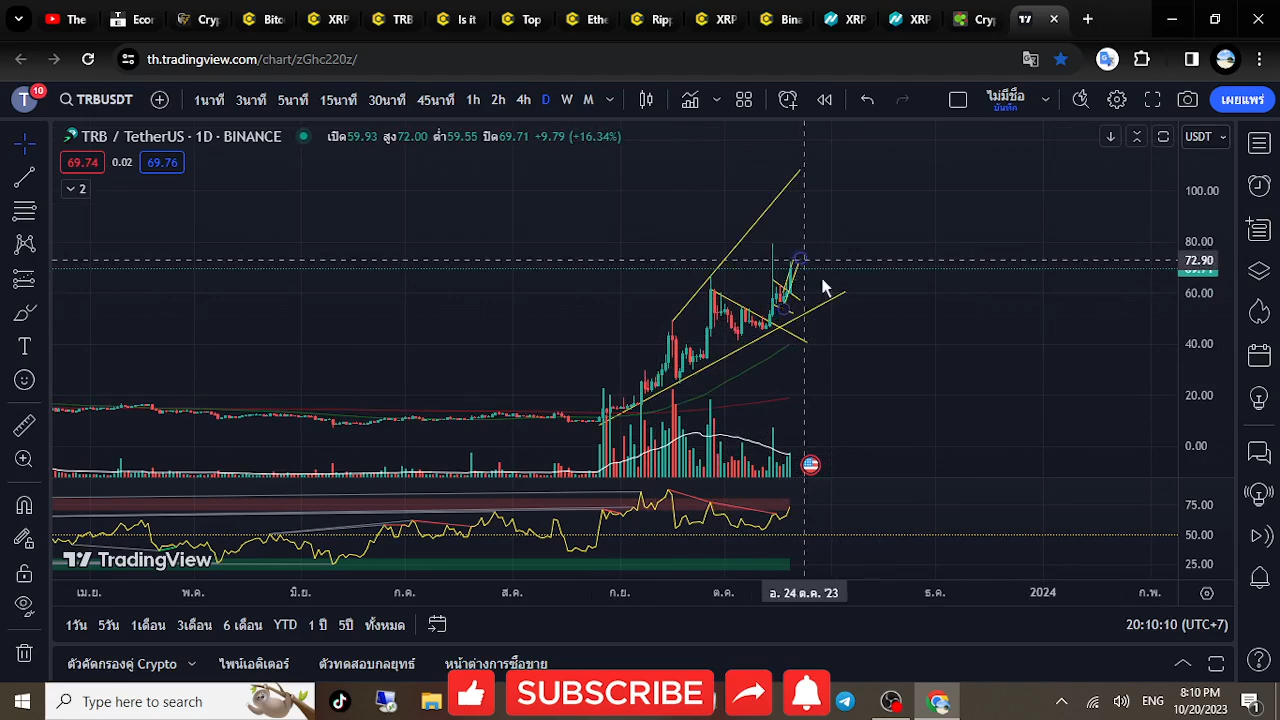 The
Econ
Cryp
Bitc
XRP
TRB
Is it
Top
Ethe
Ripp
XRP
Bina
XRP
XRP
Cryp
th.tradingview.com/chart/zGhc220z/
T 10 TRBUSDT 1นาที 3นาที 5นาที 15นาที 30นาที 45นาที 1h 2h 4h D W M ไม่มีชื่อ เผยแพร่
บันทึก
TRB / TetherUS · 1D · BINANCE เปิด59.93 สูง72.00 ต่ำ59.55 ปิด69.71 +9.79 (+16.34%) USDT
69.74 0.02 69.76
2
100.00
80.00
72.90
60.00
40.00
20.00
0.00
75.00
50.00
25.00
TradingView
เม.ย. พ.ค. มิ.ย. ก.ค. ส.ค. ก.ย. ต.ค. อ. 24 ต.ค. '23 ธ.ค. 2024 ก.พ.
1วัน 5วัน 1เดือน 3เดือน 6 เดือน YTD 1 ปี 5ปี ทั้งหมด 20:10:10 (UTC+7)
ตัวคัดกรองคู่ Crypto ไพน์เอดิเตอร์ ตัวทดสอบกลยุทธ์ หน้าต่างการซื้อขาย
SUBSCRIBE
Type here to search ENG 8:10 PM
10/20/2023 1